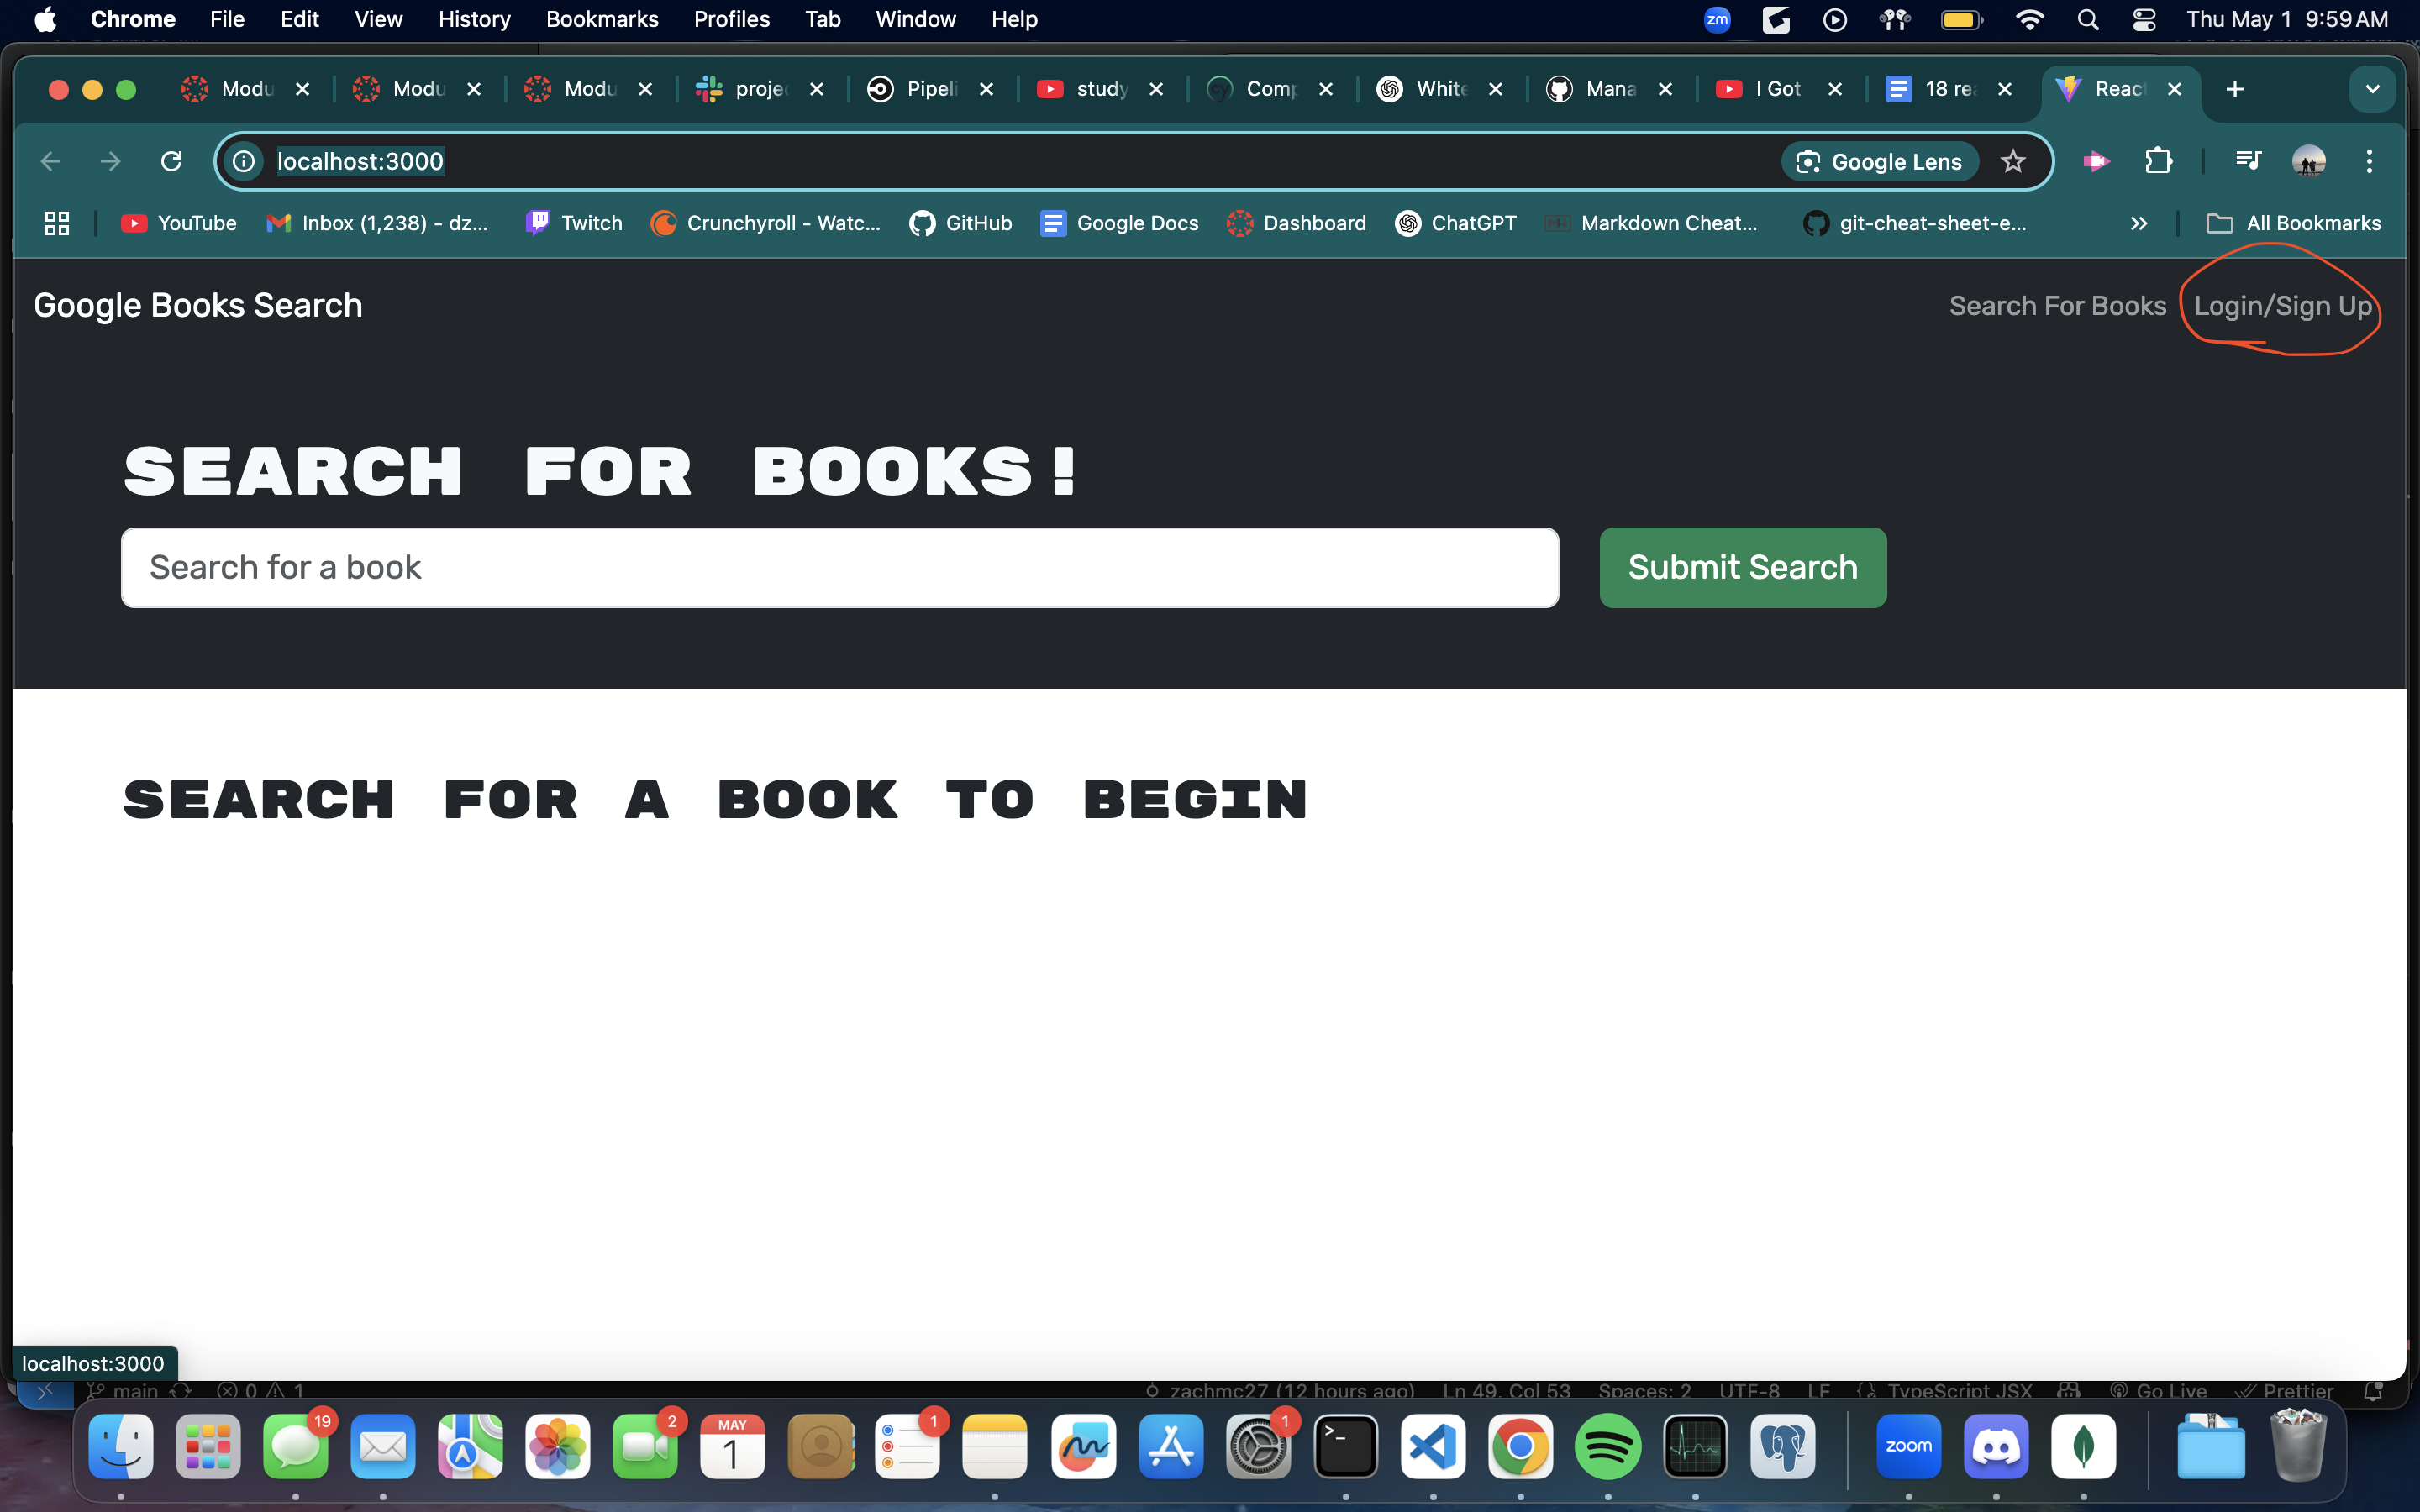 Chrome File Edit View History Bookmarks Profiles Tab Window Help zm Thu May 1 9:59 AM
Modu Modu Modu proje Pipeli study Comp White Mana I Got 18 rea React
localhost:3000 Google Lens
YouTube Inbox (1,238) - dz... Twitch Crunchyroll - Watc... GitHub Google Docs Dashboard ChatGPT Markdown Cheat... git-cheat-sheet-e... All Bookmarks
Google Books Search Search For Books Login/Sign Up
SEARCH FOR BOOKS!
Search for a book Submit Search
SEARCH FOR A BOOK TO BEGIN
localhost:3000
main 0 1 zachmc27 (12 hours ago) Ln 49, Col 53 Spaces: 2 UTF-8 LF TypeScript JSX Go Live Prettier
19 2 MAY 1 1 1 zoom